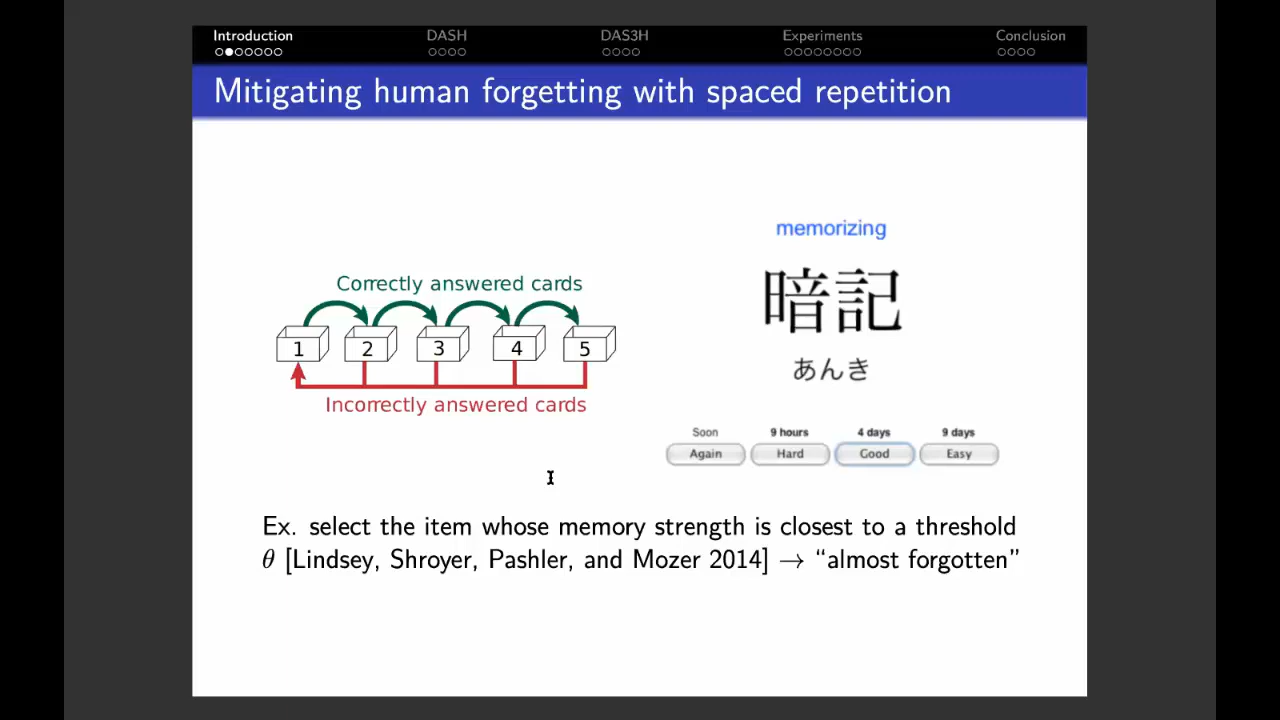 Introduction DASH DAS3H Experiments Conclusion
Mitigating human forgetting with spaced repetition
Correctly answered cards
1 2 3 4 5
Incorrectly answered cards
memorizing
暗記
あんき
Soon 9 hours 4 days 9 days
Again Hard Good Easy
Ex. select the item whose memory strength is closest to a threshold
θ [Lindsey, Shroyer, Pashler, and Mozer 2014] → “almost forgotten”